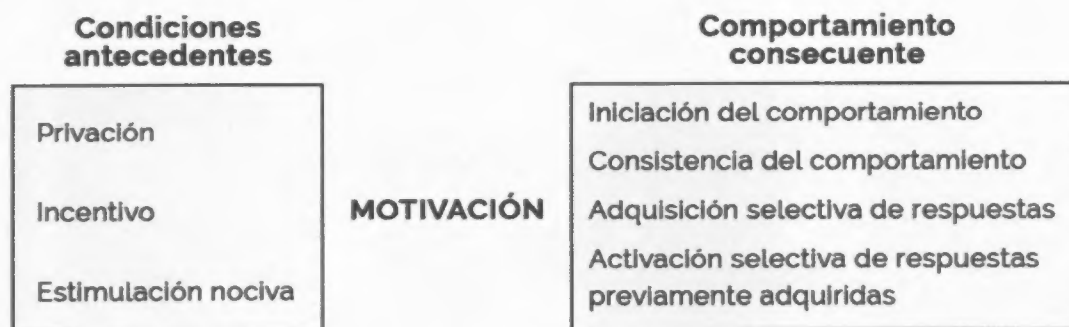 Condiciones
antecedentes
Privación
Incentivo
Estimulación nociva
MOTIVACIÓN
Comportamiento
consecuente
Iniciación del comportamiento
Consistencia del comportamiento
Adquisición selectiva de respuestas
Activación selectiva de respuestas
previamente adquiridas